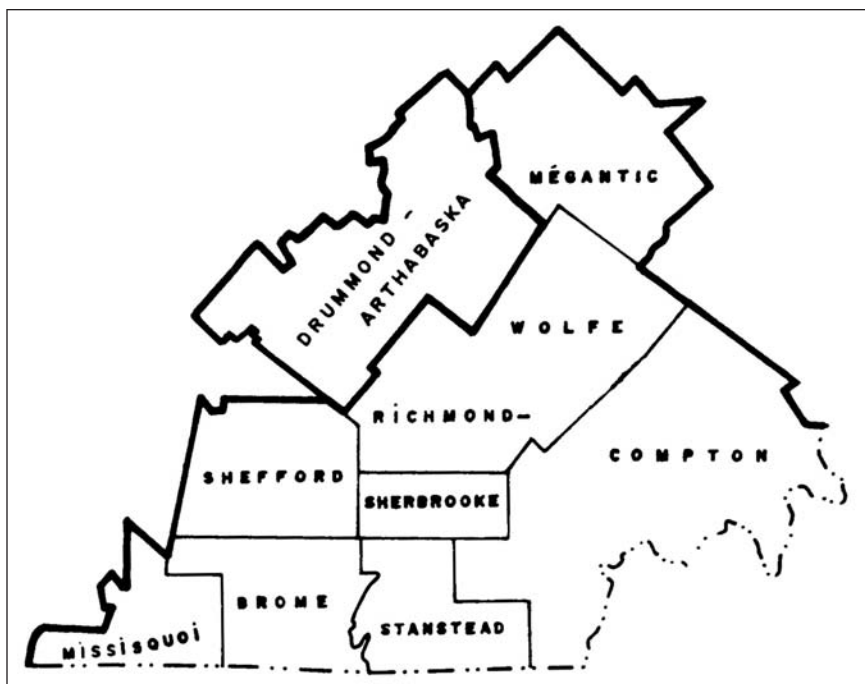 MÉGANTIC
DRUMMOND -
ARTHABASKA
WOLFE
RICHMOND-
COMPTON
SHEFFORD
SHERBROOKE
BROME
STANSTEAD
MISSISQUOI